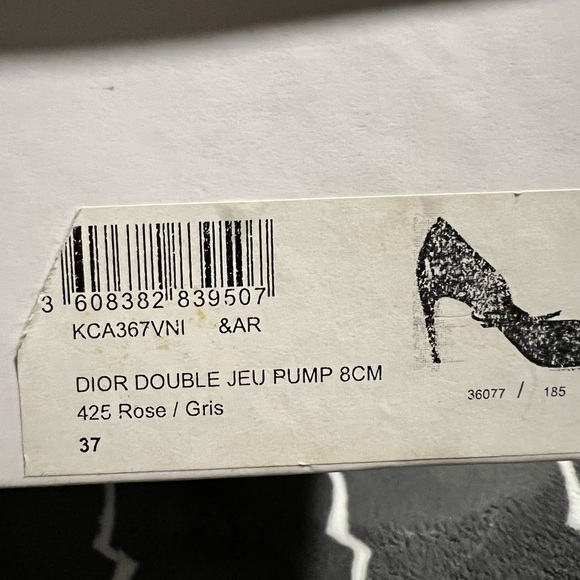 3 608382 839507
KCA367VNI &AR
DIOR DOUBLE JEU PUMP 8CM
425 Rose / Gris
37
36077 / 185